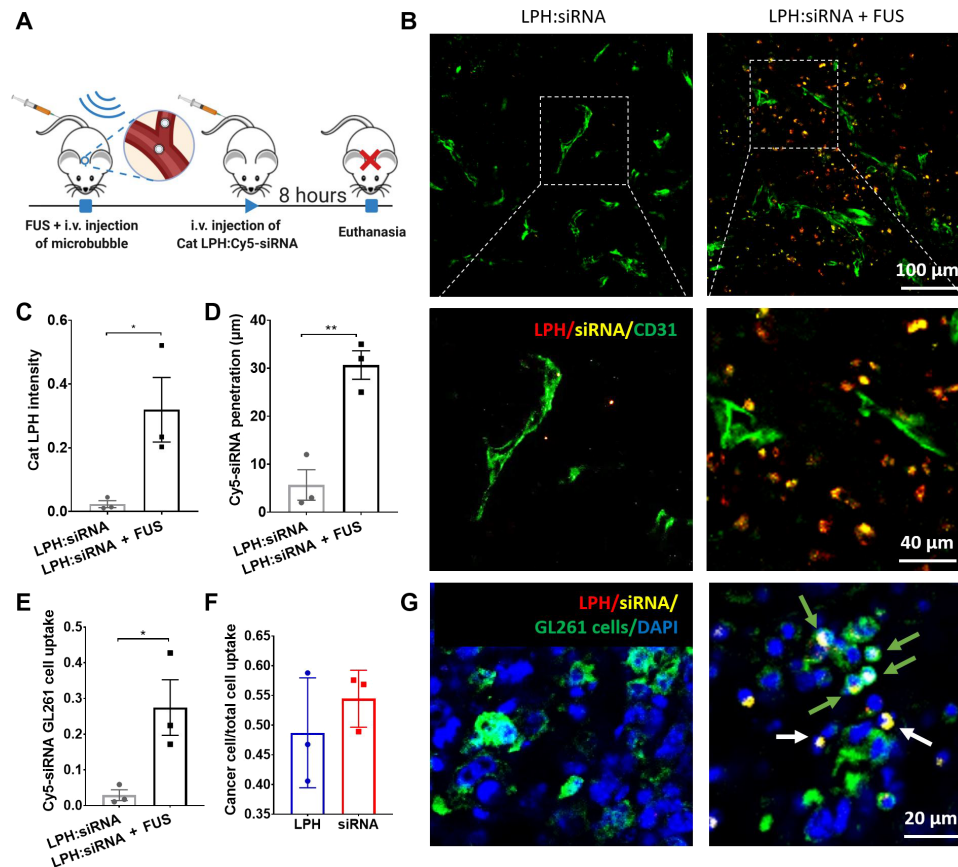 A
8 hours
FUS + i.v. injection
of microbubble
i.v. injection of
Cat LPH:Cy5-siRNA
Euthanasia
B
LPH:siRNA
LPH:siRNA + FUS
100 µm
LPH/siRNA/CD31
40 µm
C
Cat LPH intensity
0.6
0.4
0.2
0.0
*
LPH:siRNA
LPH:siRNA + FUS
D
Cy5-siRNA penetration (µm)
40
30
20
10
0
**
LPH:siRNA
LPH:siRNA + FUS
E
Cy5-siRNA GL261 cell uptake
0.5
0.4
0.3
0.2
0.1
0.0
*
LPH:siRNA
LPH:siRNA + FUS
F
Cancer cell/total cell uptake
0.65
0.60
0.55
0.50
0.45
0.40
0.35
LPH
siRNA
G
LPH/siRNA/
GL261 cells/DAPI
20 µm